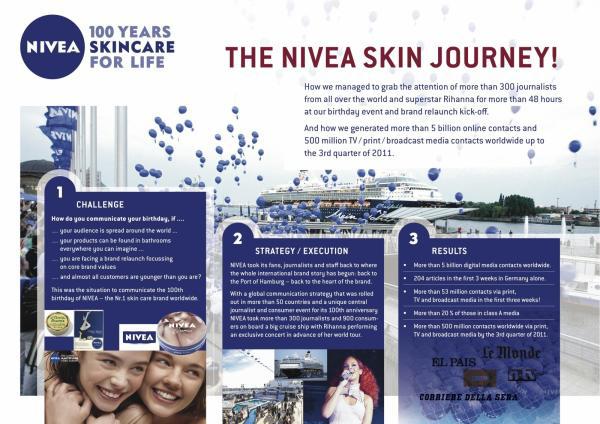 NIVEA
100 YEARS
SKINCARE
FOR LIFE
THE NIVEA SKIN JOURNEY!
How we managed to grab the attention of more than 300 journalists
from all over the world and superstar Rihanna for more than 48 hours
at our birthday event and brand relaunch kick-off.
And how we generated more than 5 billion online contacts and
500 million TV / print / broadcast media contacts worldwide up to
the 3rd quarter of 2011.
1
CHALLENGE
How do you communicate your birthday, if ....
... your audience is spread around the world ...
... your products can be found in bathrooms
everywhere you can imagine ...
... you are facing a brand relaunch focussing
on core brand values
... and almost all customers are younger than you are?
This was the situation to communicate the 100th
birthday of NIVEA – the Nr.1 skin care brand worldwide.
NIVEA
2
STRATEGY / EXECUTION
NIVEA took its fans, journalists and staff back to where
the whole international brand story has begun: back to
the Port of Hamburg – back to the heart of the brand.
With a global communication strategy that was rolled
out in more than 50 countries and a unique central
journalist and consumer event for its 100th anniversary
NIVEA took more than 300 journalists and 900 consum-
ers on board a big cruise ship with Rihanna performing
an exclusive concert in advance of her world tour.
3
RESULTS
• More than 5 billion digital media contacts worldwide.
• 204 articles in the first 3 weeks in Germany alone.
• More than 53 million contacts via print,
TV and broadcast media in the first three weeks!
• More than 20 % of those in class A media
• More than 500 million contacts worldwide via print,
TV and broadcast media by the 3rd quarter of 2011.
EL PAIS
Le Monde
CORRIERE DELLA SERA